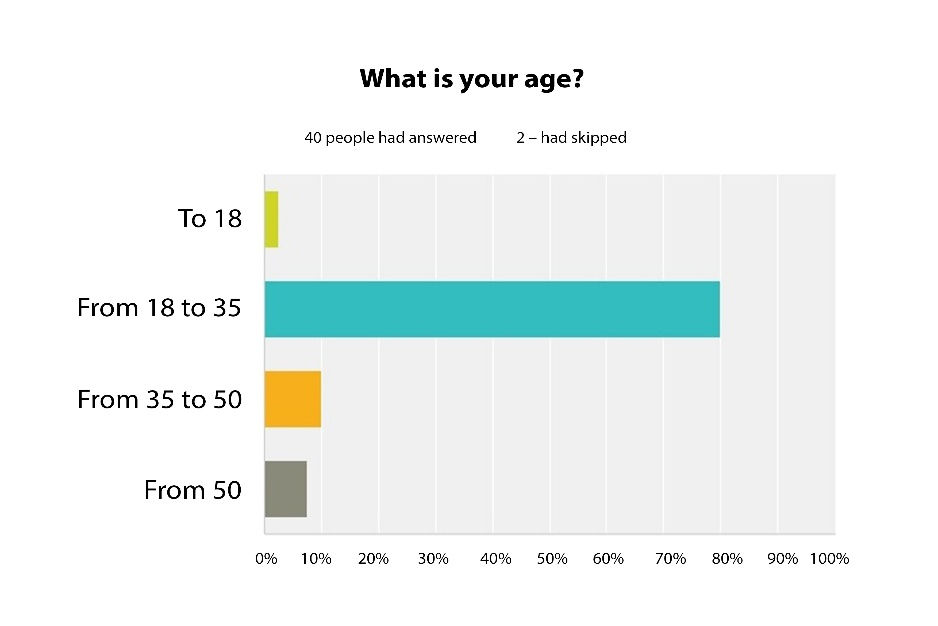 What is your age?
40 people had answered 2 – had skipped
To 18
From 18 to 35
From 35 to 50
From 50
0% 10% 20% 30% 40% 50% 60% 70% 80% 90% 100%